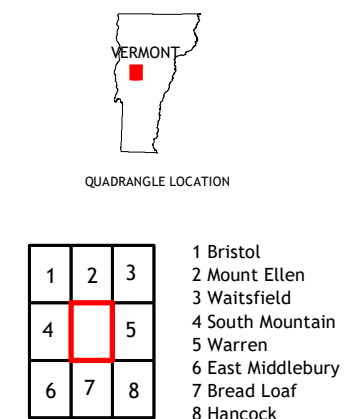 VERMONT
QUADRANGLE LOCATION
1 2 3
4 5
6 7 8
1 Bristol
2 Mount Ellen
3 Waitsfield
4 South Mountain
5 Warren
6 East Middlebury
7 Bread Loaf
8 Hancock